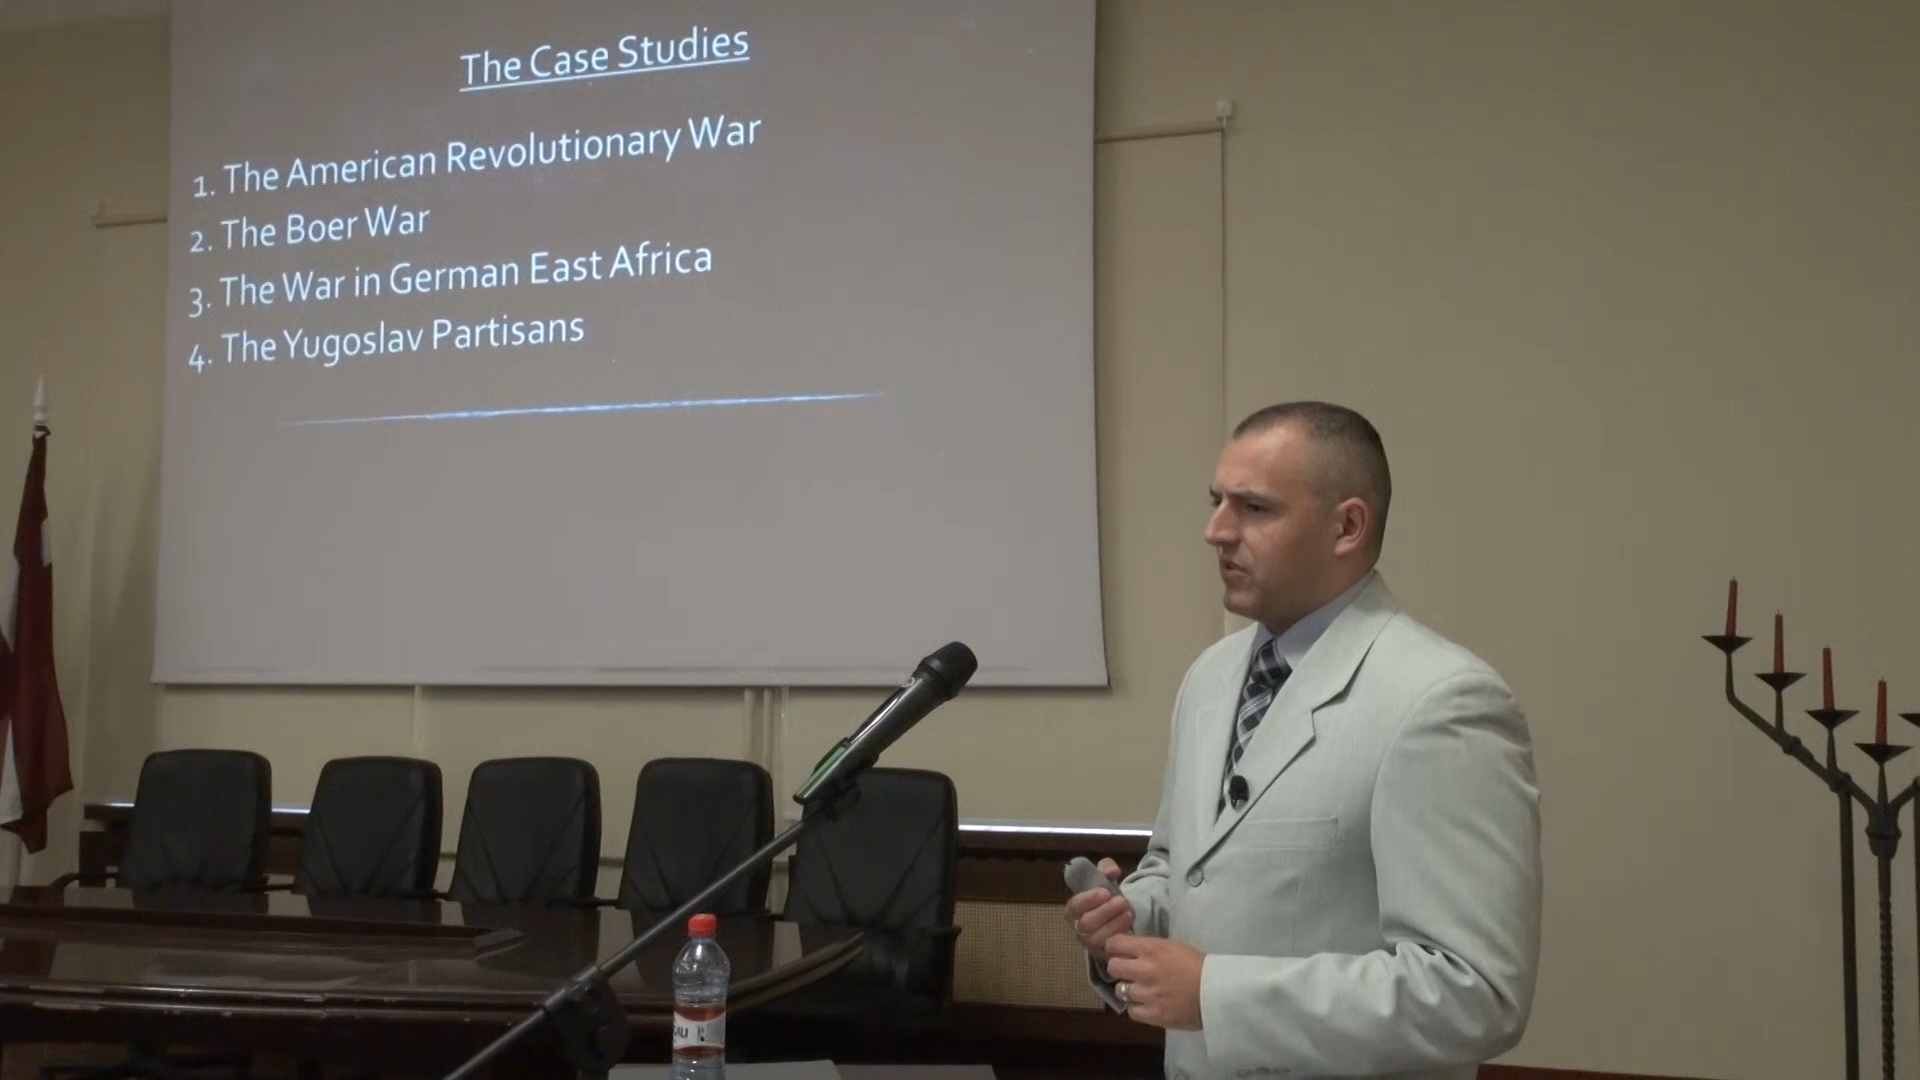 The Case Studies
1. The American Revolutionary War
2. The Boer War
3. The War in German East Africa
4. The Yugoslav Partisans